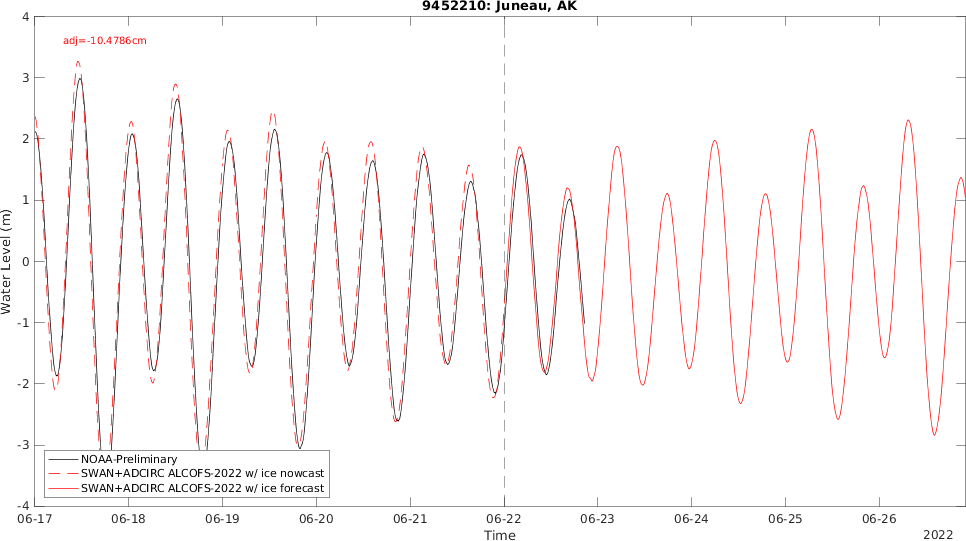 9452210: Juneau, AK
adj=-10.4786cm
Water Level (m)
4
3
2
1
0
-1
-2
-3
-4
NOAA-Preliminary
SWAN+ADCIRC ALCOFS-2022 w/ ice nowcast
SWAN+ADCIRC ALCOFS-2022 w/ ice forecast
06-17 06-18 06-19 06-20 06-21 06-22 06-23 06-24 06-25 06-26
Time
2022